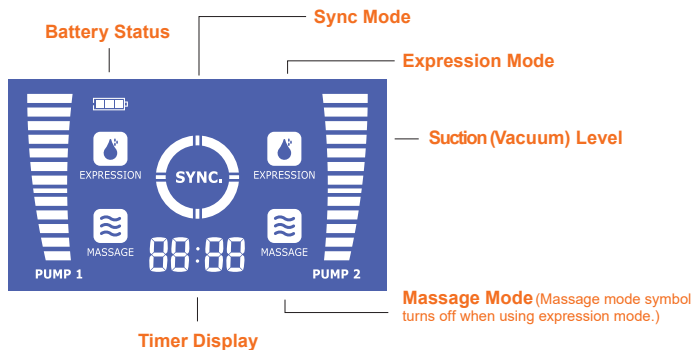 Sync Mode
Battery Status
Expression Mode
EXPRESSION
SYNC.
EXPRESSION
Suction (Vacuum) Level
MASSAGE
88:88
MASSAGE
PUMP 1
PUMP 2
Massage Mode (Massage mode symbol
turns off when using expression mode.)
Timer Display